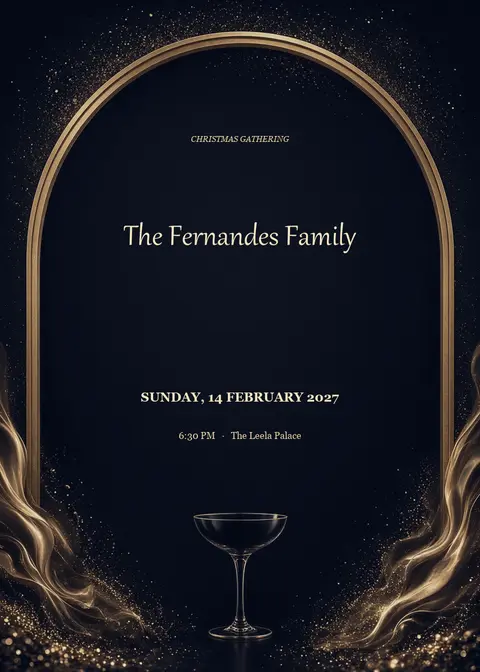 CHRISTMAS GATHERING
The Fernandes Family
SUNDAY, 14 FEBRUARY 2027
6:30 PM · The Leela Palace